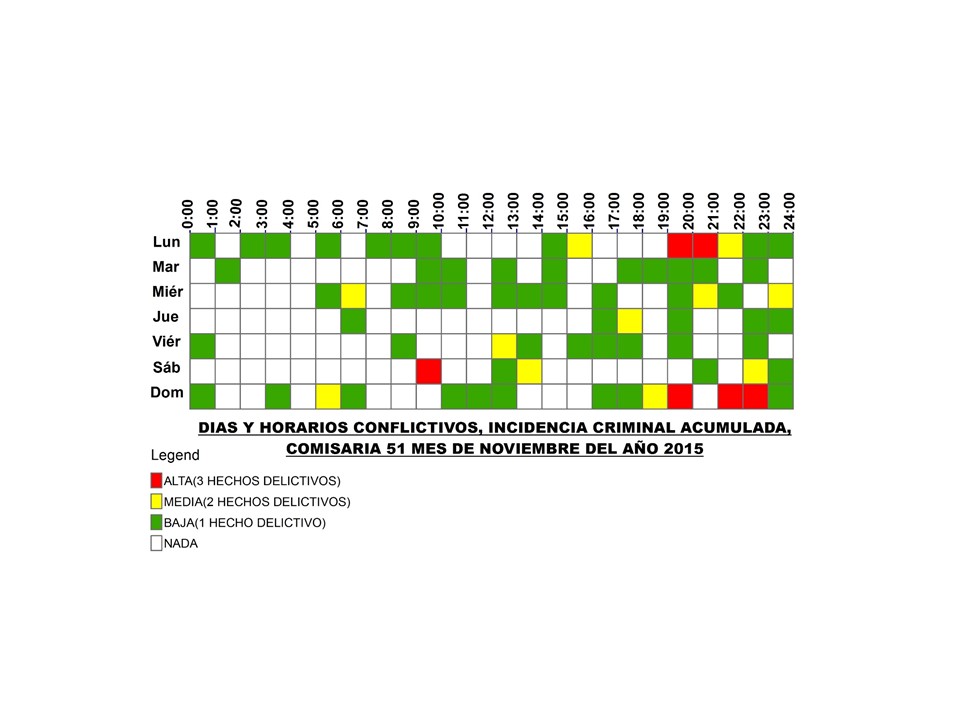 0:00 1:00 2:00 3:00 4:00 5:00 6:00 7:00 8:00 9:00 10:00 11:00 12:00 13:00 14:00 15:00 16:00 17:00 18:00 19:00 20:00 21:00 22:00 23:00 24:00
Lun
Mar
Miér
Jue
Viér
Sáb
Dom
DIAS Y HORARIOS CONFLICTIVOS, INCIDENCIA CRIMINAL ACUMULADA,
COMISARIA 51 MES DE NOVIEMBRE DEL AÑO 2015
Legend
ALTA(3 HECHOS DELICTIVOS)
MEDIA(2 HECHOS DELICTIVOS)
BAJA(1 HECHO DELICTIVO)
NADA